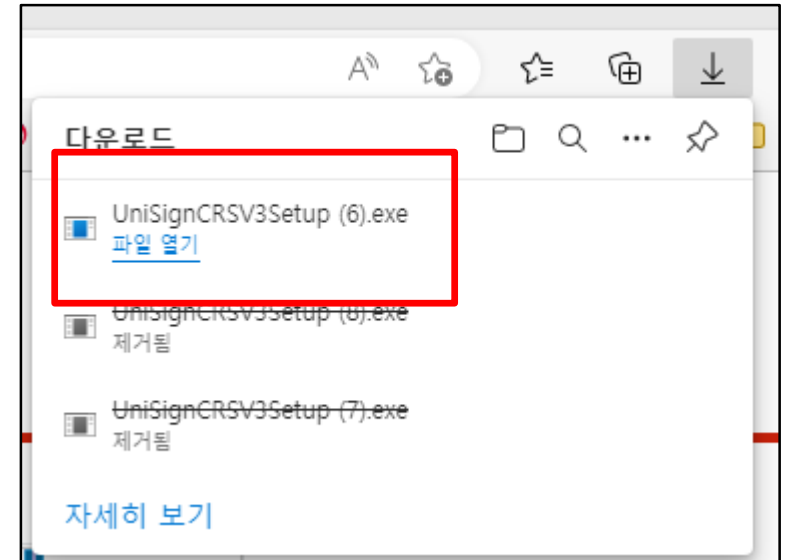 다운로드
UniSignCRSV3Setup (6).exe
파일 열기
UniSignCRSV3Setup (8).exe
제거됨
UniSignCRSV3Setup (7).exe
제거됨
자세히 보기